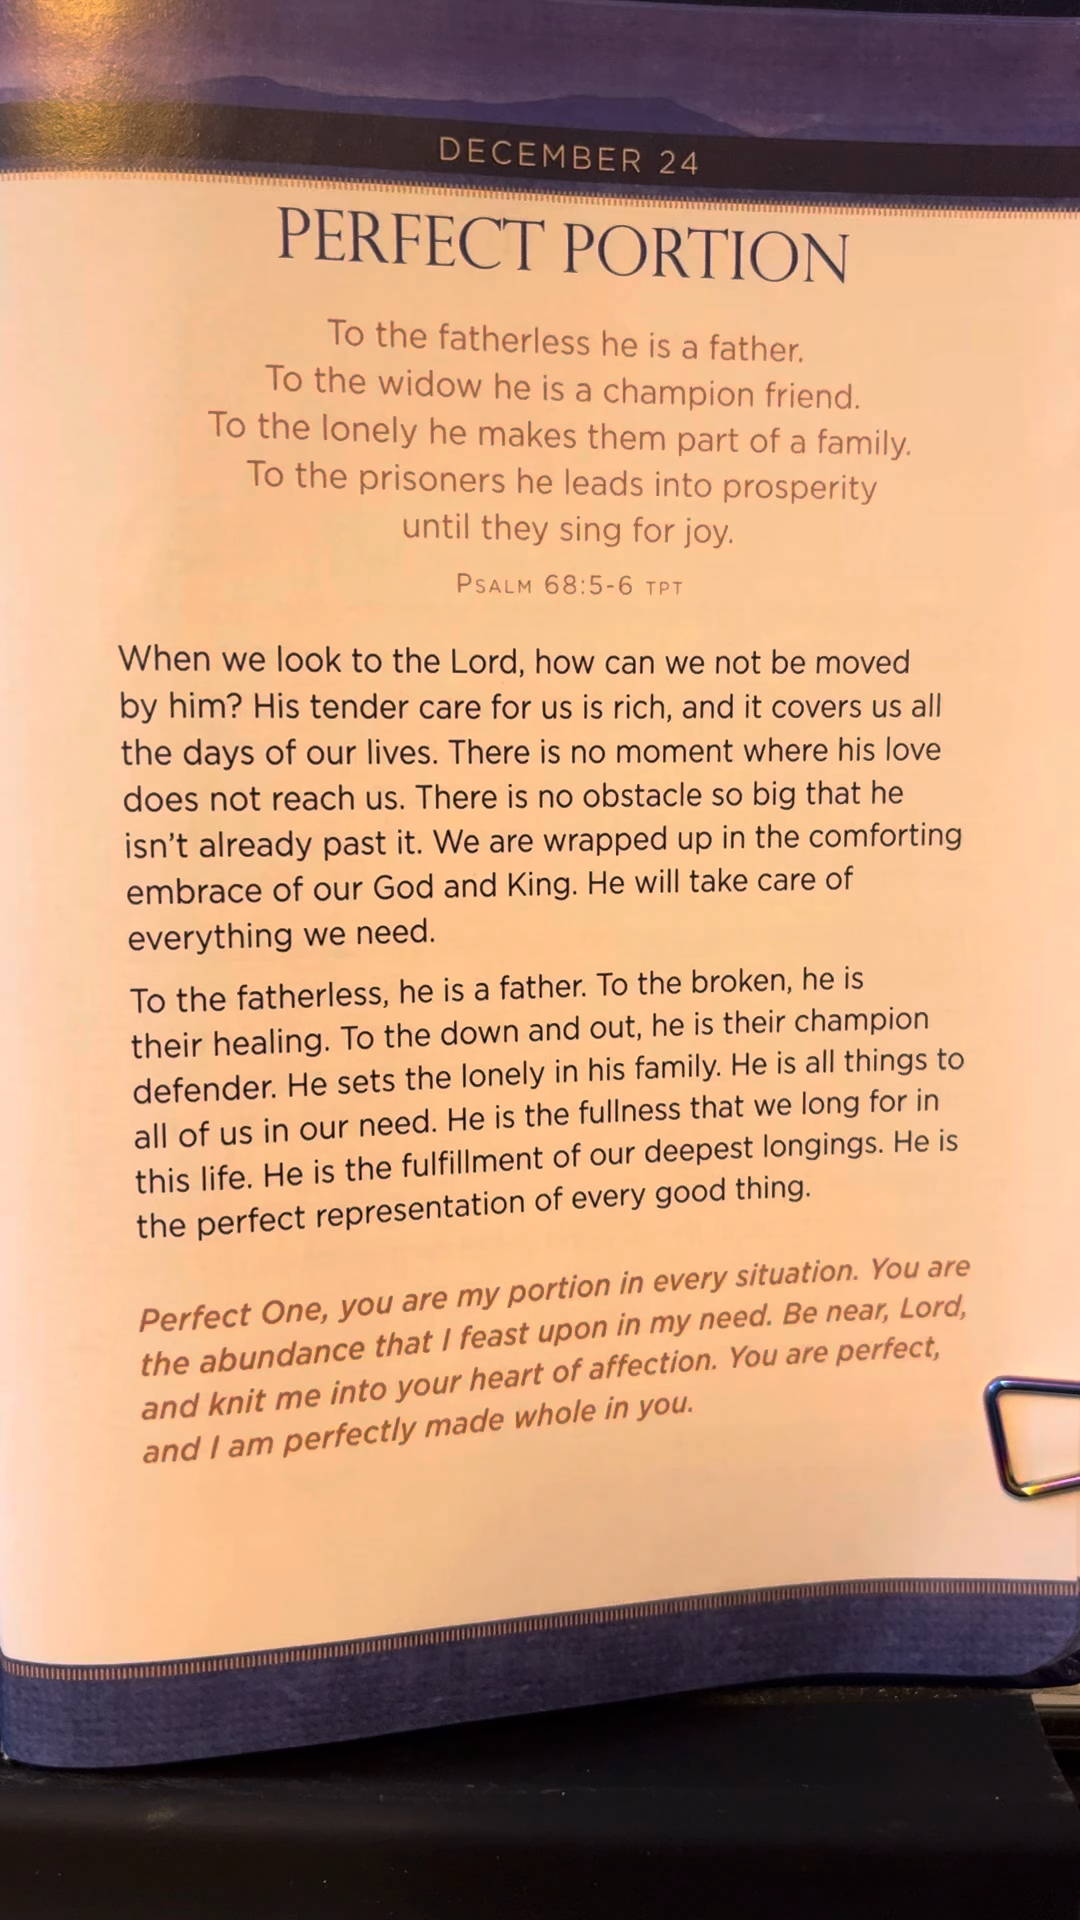 DECEMBER 24
PERFECT PORTION
To the fatherless he is a father.
To the widow he is a champion friend.
To the lonely he makes them part of a family.
To the prisoners he leads into prosperity
until they sing for joy.
PSALM 68:5-6 TPT
When we look to the Lord, how can we not be moved
by him? His tender care for us is rich, and it covers us all
the days of our lives. There is no moment where his love
does not reach us. There is no obstacle so big that he
isn't already past it. We are wrapped up in the comforting
embrace of our God and King. He will take care of
everything we need.
To the fatherless, he is a father. To the broken, he is
their healing. To the down and out, he is their champion
defender. He sets the lonely in his family. He is all things to
all of us in our need. He is the fullness that we long for in
this life. He is the fulfillment of our deepest longings. He is
the perfect representation of every good thing.
Perfect One, you are my portion in every situation. You are
the abundance that I feast upon in my need. Be near, Lord,
and knit me into your heart of affection. You are perfect,
and I am perfectly made whole in you.